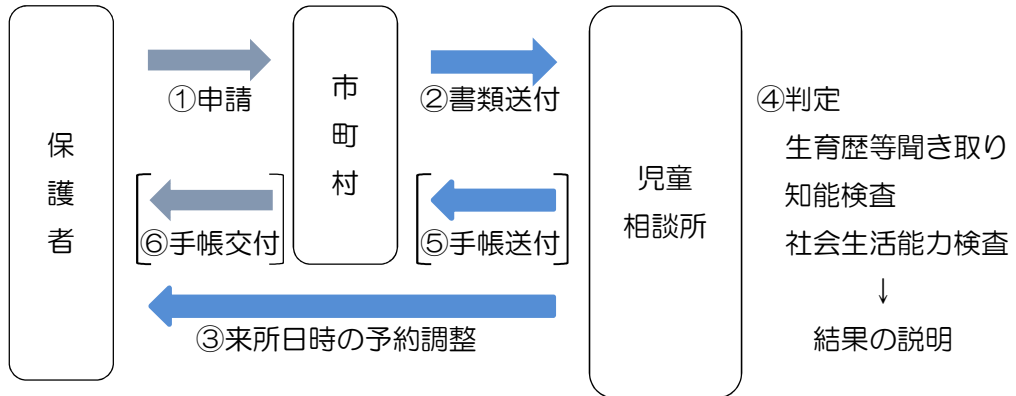 保護者
①申請
市町村
②書類送付
児童
相談所
④判定
生育歴等聞き取り
知能検査
社会生活能力検査
↓
結果の説明
⑥手帳交付
⑤手帳送付
③来所日時の予約調整